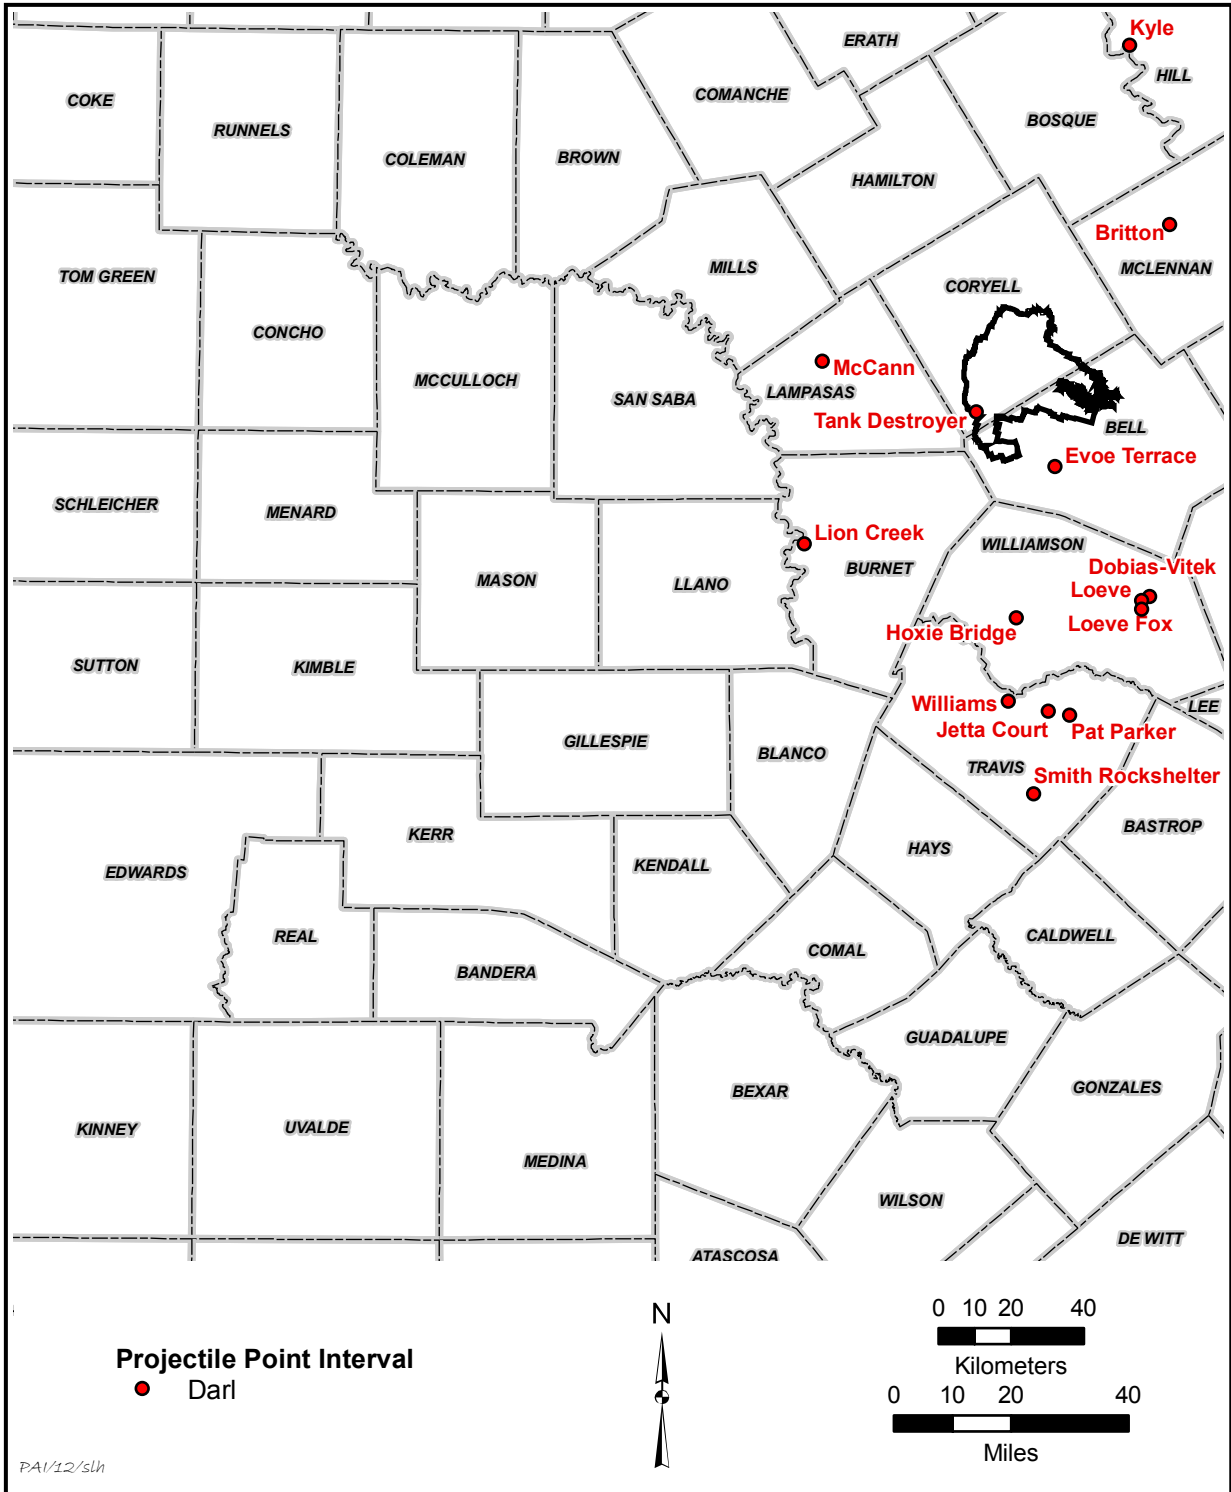 Kyle
ERATH
HILL
COKE
COMANCHE
BOSQUE
RUNNELS
COLEMAN
BROWN
HAMILTON
Britton
TOM GREEN
MILLS
MCLENNAN
CORYELL
CONCHO
McCann
MCCULLOCH
LAMPASAS
SAN SABA
Tank Destroyer
BELL
Evoe Terrace
SCHLEICHER
MENARD
Lion Creek
WILLIAMSON
BURNET
Dobias-Vitek
MASON
LLANO
Loeve
Loeve Fox
Hoxie Bridge
SUTTON
KIMBLE
Williams
LEE
Jetta Court
Pat Parker
GILLESPIE
BLANCO
TRAVIS
Smith Rockshelter
KERR
BASTROP
HAYS
EDWARDS
KENDALL
REAL
CALDWELL
BANDERA
COMAL
GUADALUPE
BEXAR
GONZALES
KINNEY
UVALDE
MEDINA
WILSON
DE WITT
ATASCOSA
N
0 10 20 40
Kilometers
Projectile Point Interval
Darl
0 10 20 40
Miles
PAI/12/slh